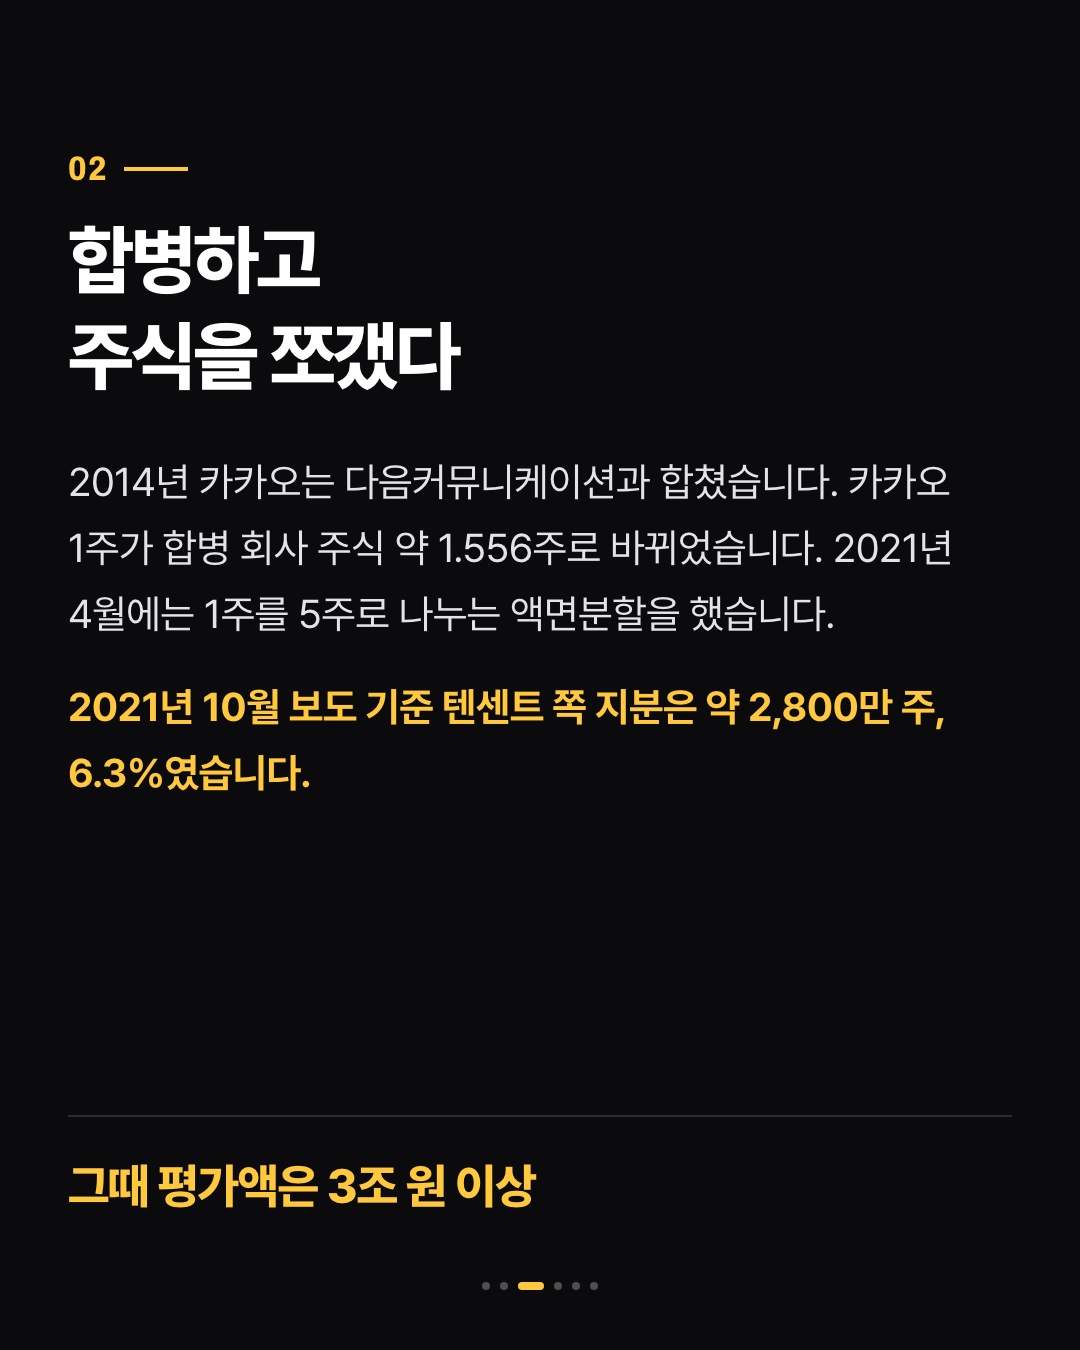 02
합병하고
주식을 쪼갰다
2014년 카카오는 다음커뮤니케이션과 합쳤습니다. 카카오
1주가 합병 회사 주식 약 1.556주로 바뀌었습니다. 2021년
4월에는 1주를 5주로 나누는 액면분할을 했습니다.
2021년 10월 보도 기준 텐센트 쪽 지분은 약 2,800만 주,
6.3%였습니다.
그때 평가액은 3조 원 이상